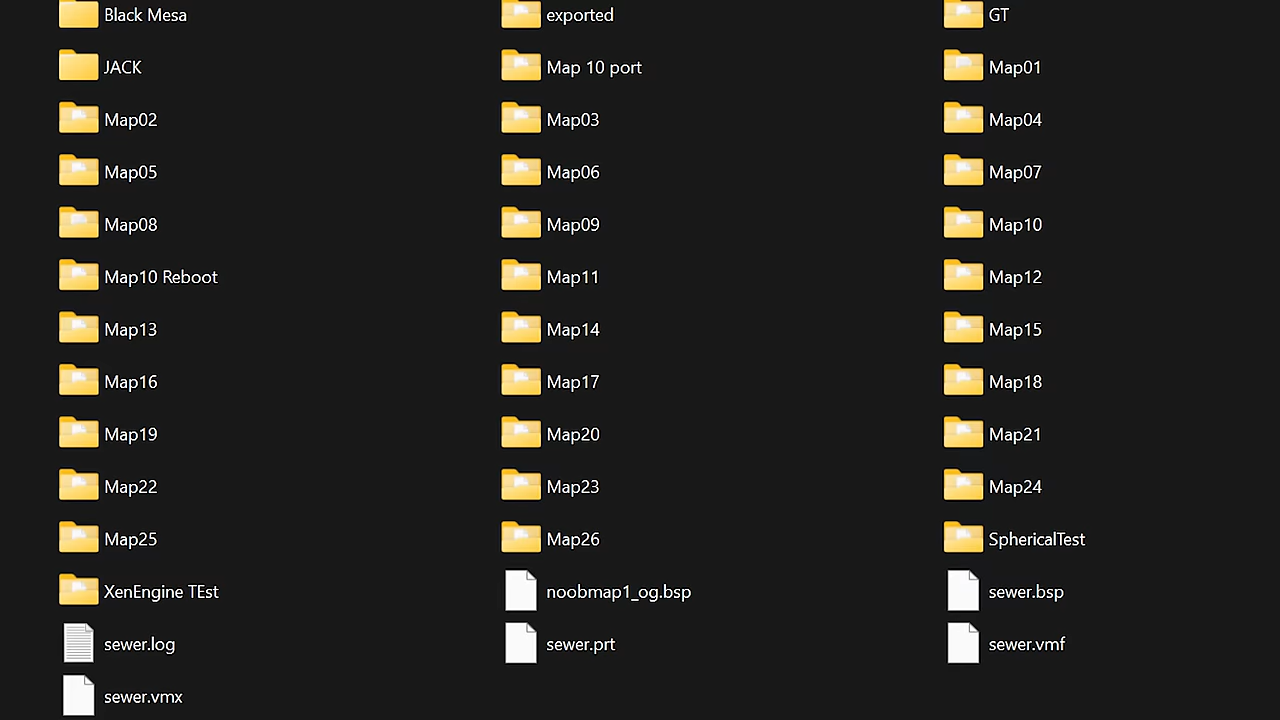 Black Mesa
exported
GT
JACK
Map 10 port
Map01
Map02
Map03
Map04
Map05
Map06
Map07
Map08
Map09
Map10
Map10 Reboot
Map11
Map12
Map13
Map14
Map15
Map16
Map17
Map18
Map19
Map20
Map21
Map22
Map23
Map24
Map25
Map26
SphericalTest
XenEngine TEst
noobmap1_og.bsp
sewer.bsp
sewer.log
sewer.prt
sewer.vmf
sewer.vmx